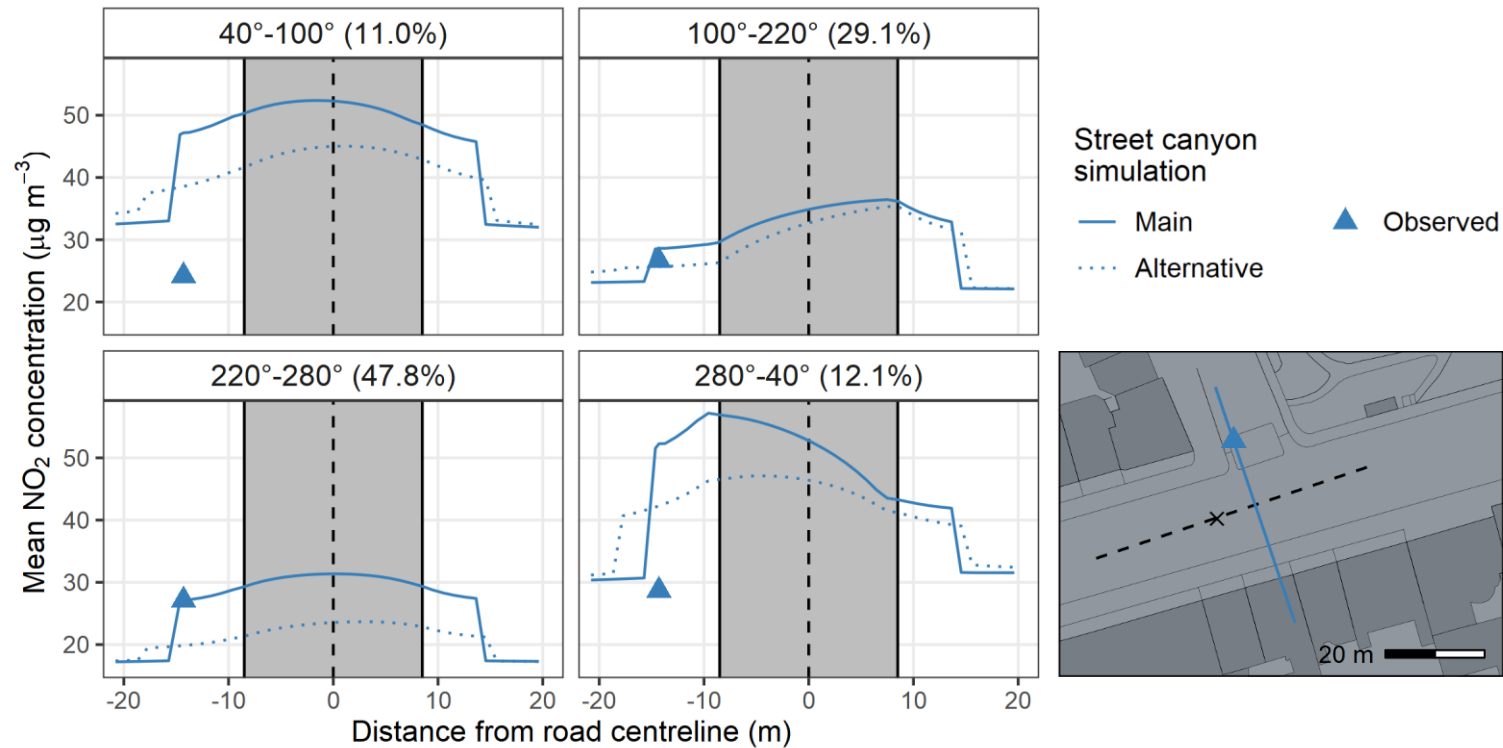 40°-100° (11.0%)
100°-220° (29.1%)
50
40
30
20
220°-280° (47.8%)
280°-40° (12.1%)
50
40
30
20
-20
-10
0
10
20
-20
-10
0
10
20
Mean NO₂ concentration (μg m⁻³)
Distance from road centreline (m)
Street canyon
simulation
Main
Alternative
Observed
20 m